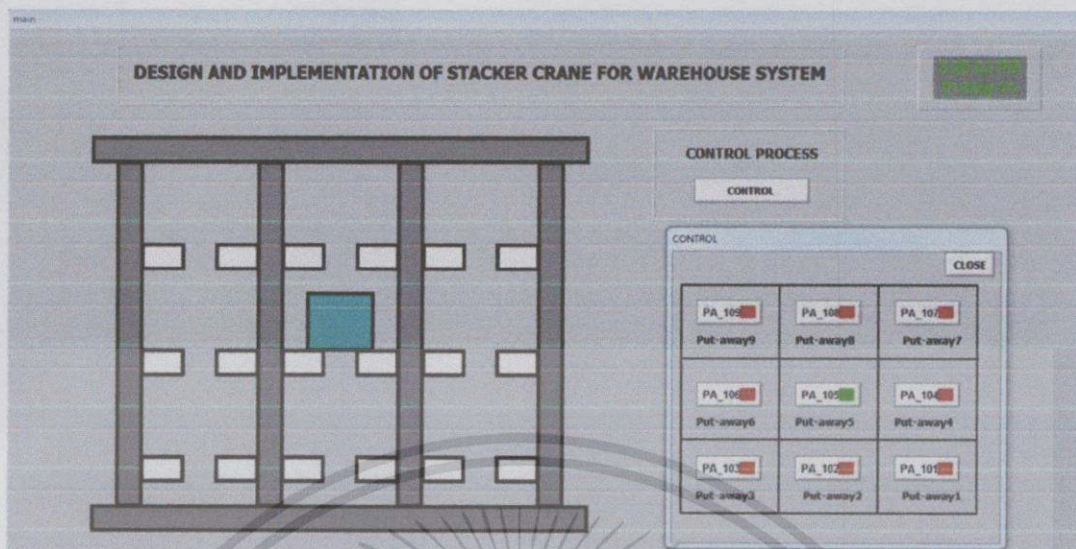 main
DESIGN AND IMPLEMENTATION OF STACKER CRANE FOR WAREHOUSE SYSTEM
CONTROL PROCESS
CONTROL
CONTROL
CLOSE
PA_109 PA_108 PA_107
Put-away9 Put-away8 Put-away7
PA_106 PA_105 PA_104
Put-away6 Put-away5 Put-away4
PA_103 PA_102 PA_101
Put-away3 Put-away2 Put-away1